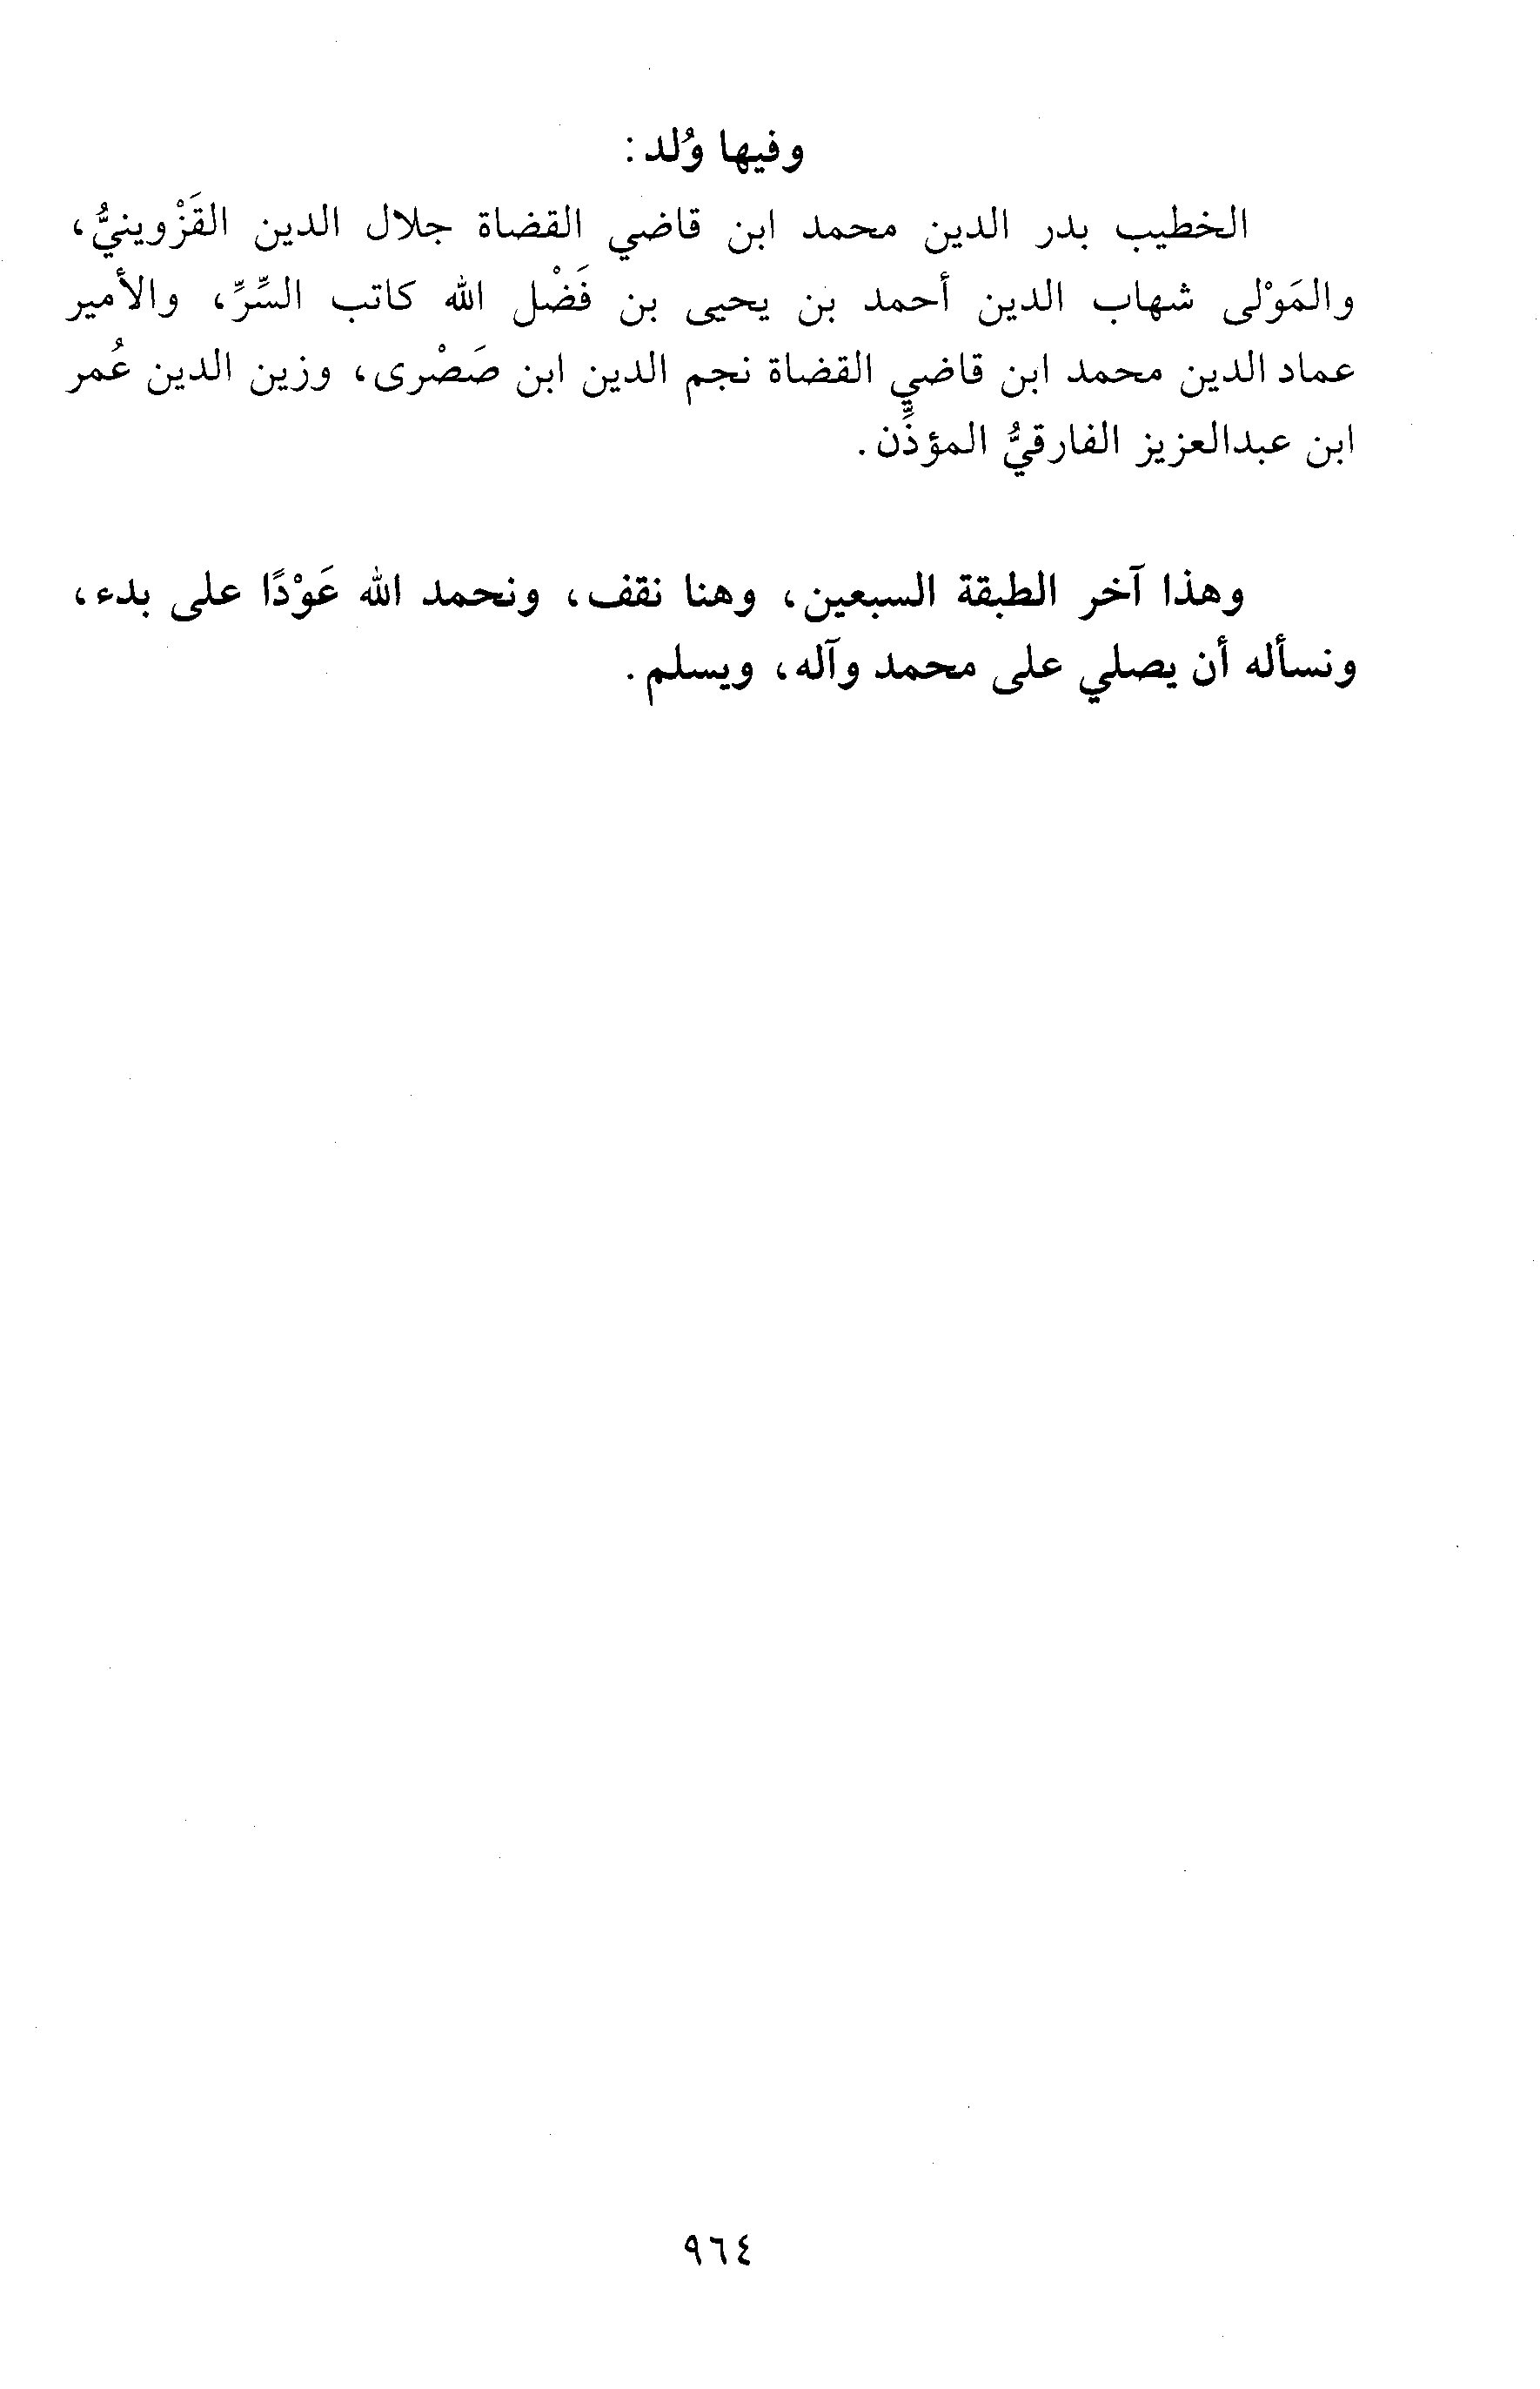 وفيها وُلد:
الخطيب بدر الدين محمد ابن قاضي القضاة جلال الدين القَزْوينيُّ،
والمَوْلى شهاب الدين أحمد بن يحيى بن فَضْل الله كاتب السِّرِّ، والأمير
عماد الدين محمد ابن قاضي القضاة نجم الدين ابن صَصْرى، وزين الدين عُمر
ابن عبدالعزيز الفارقيُّ المؤذِّن.
وهذا آخر الطبقة السبعين، وهنا نقف، ونحمد الله عَوْدًا على بدء،
ونسأله أن يصلي على محمد وآله، ويسلم.
٩٦٤